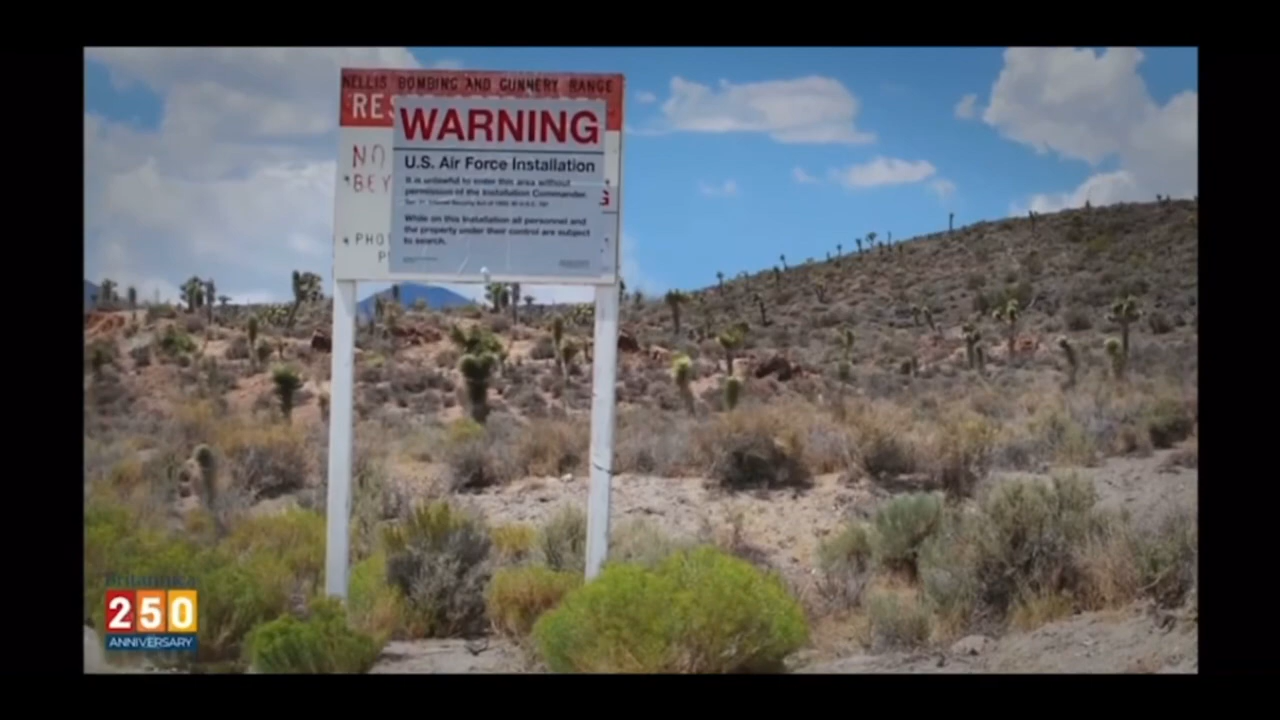 NELLIS BOMBING AND GUNNERY RANGE
RES
WARNING
NO
U.S. Air Force Installation
BEY
It is unlawful to enter this area without
permission of the Installation Commander.
G
While on this Installation all personnel and
the property under their control are subject
to search.
PHO
P
Britannica
250
ANNIVERSARY